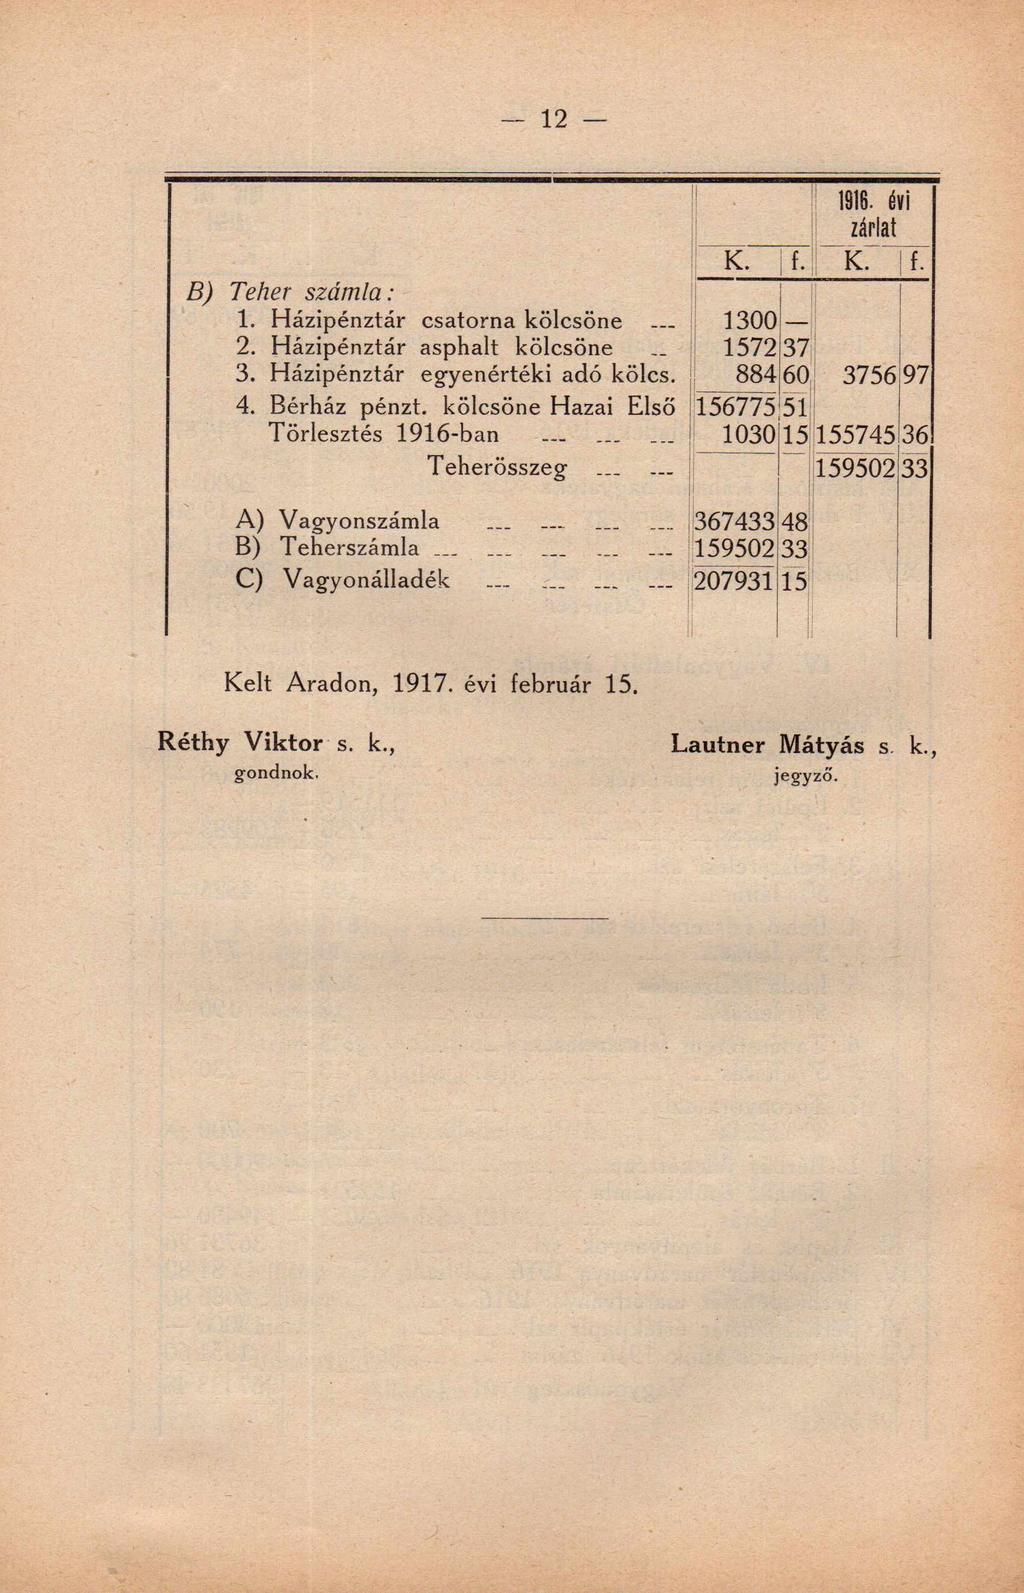 — 12 —
1916. évi
zárlat
K. f. K. f.
B) Teher számla:
1. Házipénztár csatorna kölcsöne --- 1300 —
2. Házipénztár asphalt kölcsöne -- 1572 37
3. Házipénztár egyenértéki adó kölcs. 884 60 3756 97
4. Bérház pénzt. kölcsöne Hazai Első 156775 51
Törlesztés 1916-ban --- --- --- 1030 15 155745 36
Teherösszeg --- --- 159502 33
A) Vagyonszámla --- --- --- --- --- 367433 48
B) Teherszámla --- --- --- --- --- 159502 33
C) Vagyonálladék --- --- --- --- 207931 15
Kelt Aradon, 1917. évi február 15.
Réthy Viktor s. k., Lautner Mátyás s. k.,
gondnok. jegyző.